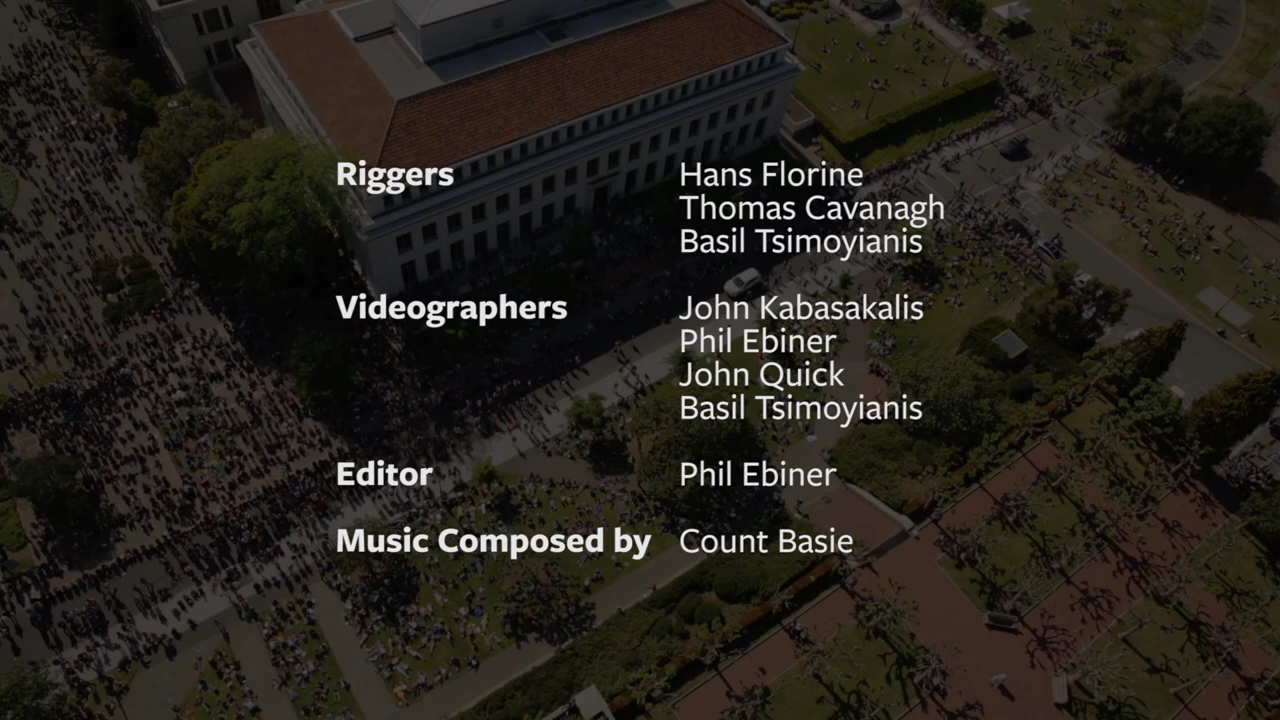 Riggers Hans Florine
Thomas Cavanagh
Basil Tsimoyianis
Videographers John Kabasakalis
Phil Ebiner
John Quick
Basil Tsimoyianis
Editor Phil Ebiner
Music Composed by Count Basie